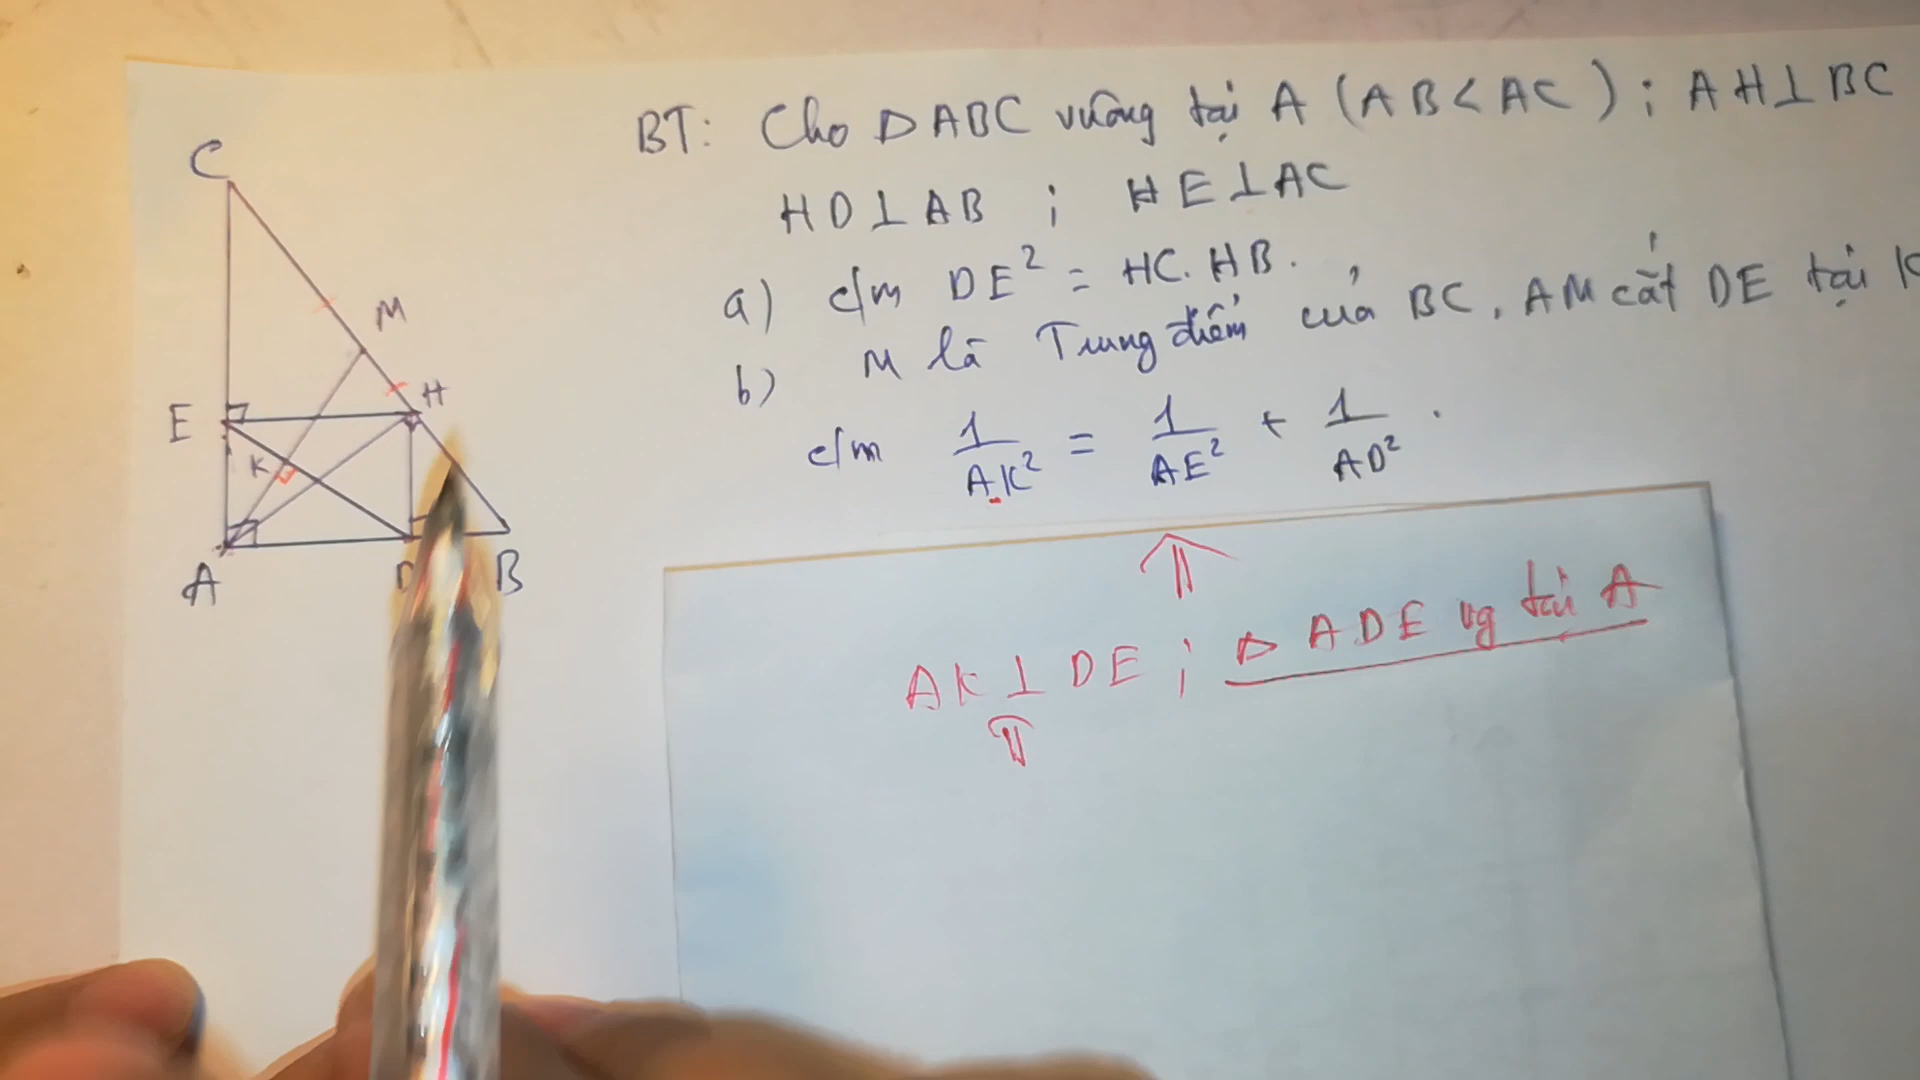 BT: Cho ΔABC vuông tại A (AB<AC); AH⊥BC
HD⊥AB ; HE⊥AC
a) c/m DE² = HC.HB.
b) M là Trung điểm của BC, AM cắt DE tại K
c/m 1/AK² = 1/AE² + 1/AD².
⇑
AK⊥DE ; Δ ADE vg tại A
⇑
C
M
H
E
K
A
D
B